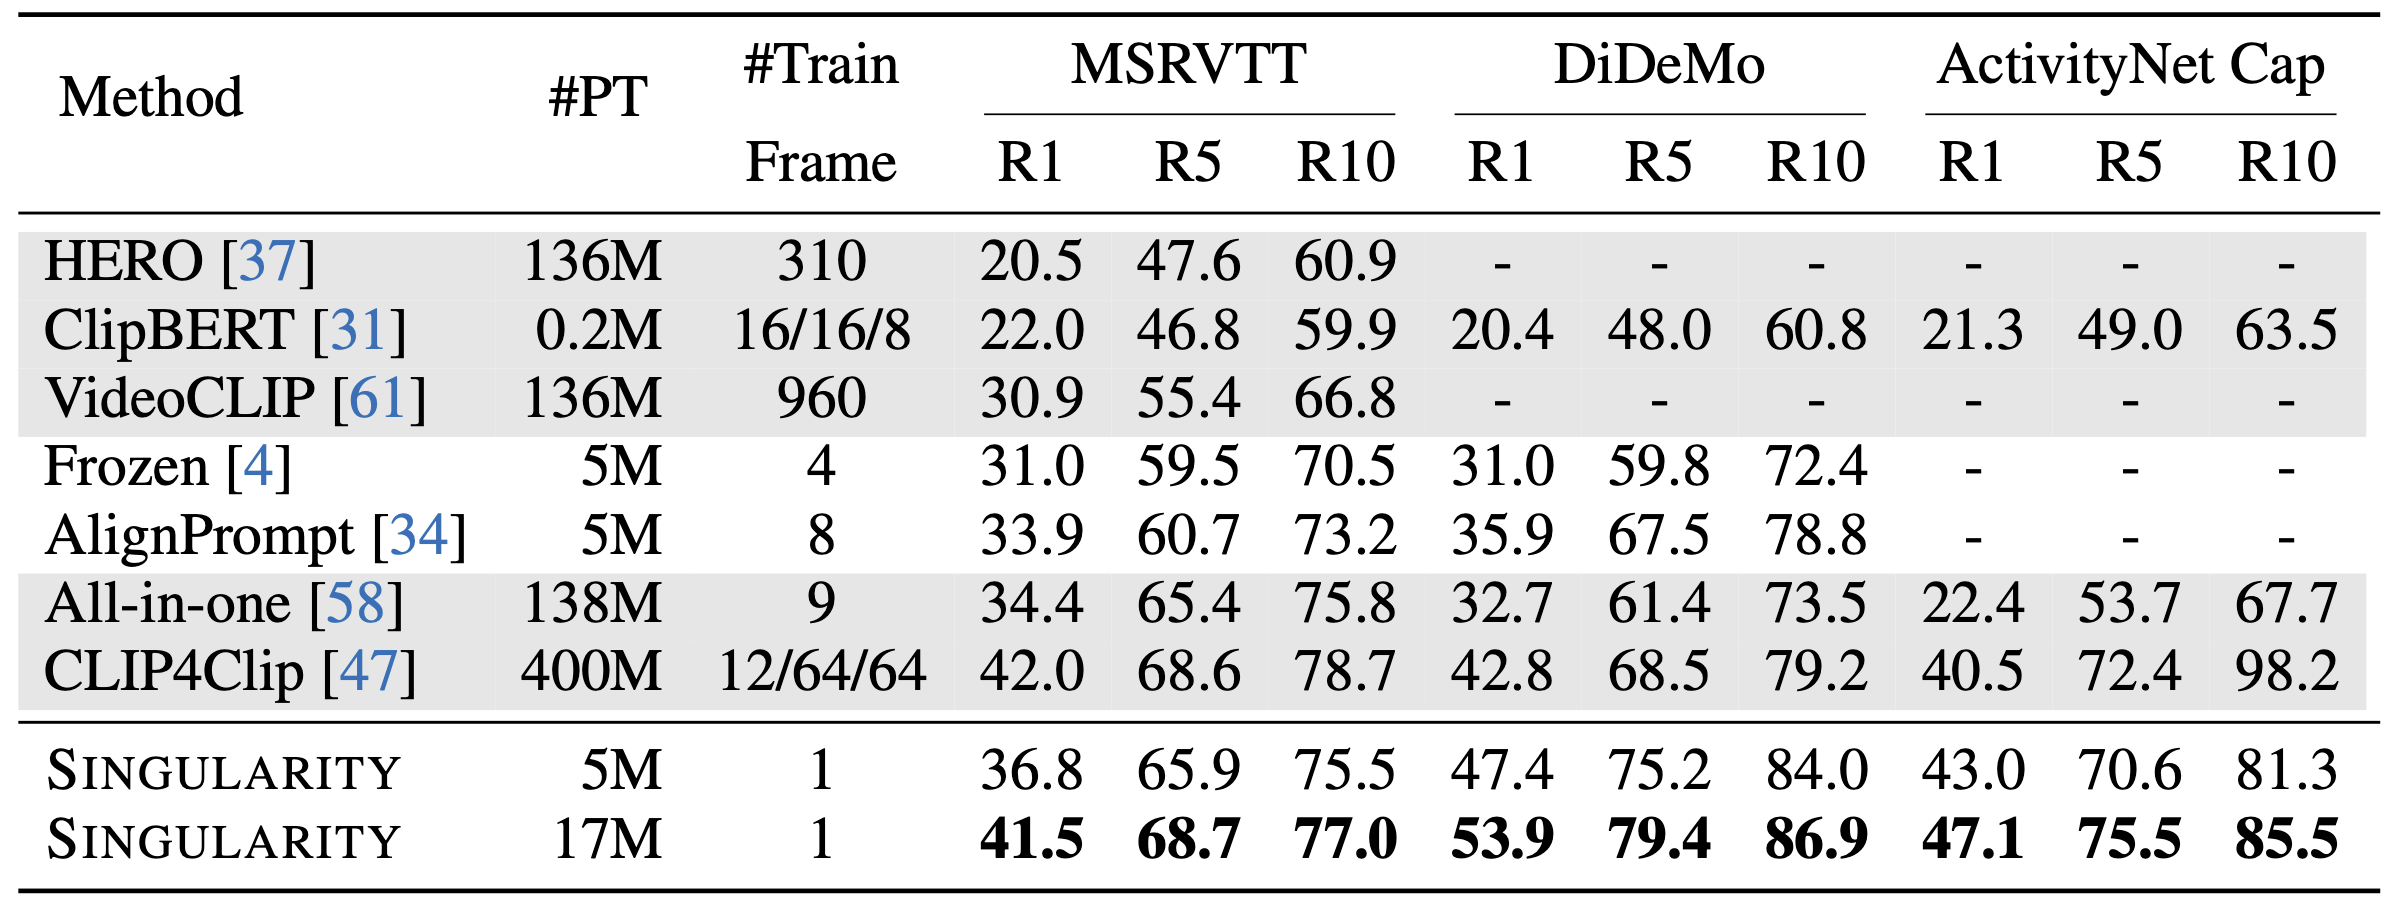 Method #PT #Train Frame MSRVTT DiDeMo ActivityNet Cap
R1 R5 R10 R1 R5 R10 R1 R5 R10
HERO [37] 136M 310 20.5 47.6 60.9 - - - - - -
ClipBERT [31] 0.2M 16/16/8 22.0 46.8 59.9 20.4 48.0 60.8 21.3 49.0 63.5
VideoCLIP [61] 136M 960 30.9 55.4 66.8 - - - - - -
Frozen [4] 5M 4 31.0 59.5 70.5 31.0 59.8 72.4 - - -
AlignPrompt [34] 5M 8 33.9 60.7 73.2 35.9 67.5 78.8 - - -
All-in-one [58] 138M 9 34.4 65.4 75.8 32.7 61.4 73.5 22.4 53.7 67.7
CLIP4Clip [47] 400M 12/64/64 42.0 68.6 78.7 42.8 68.5 79.2 40.5 72.4 98.2
SINGULARITY 5M 1 36.8 65.9 75.5 47.4 75.2 84.0 43.0 70.6 81.3
SINGULARITY 17M 1 41.5 68.7 77.0 53.9 79.4 86.9 47.1 75.5 85.5